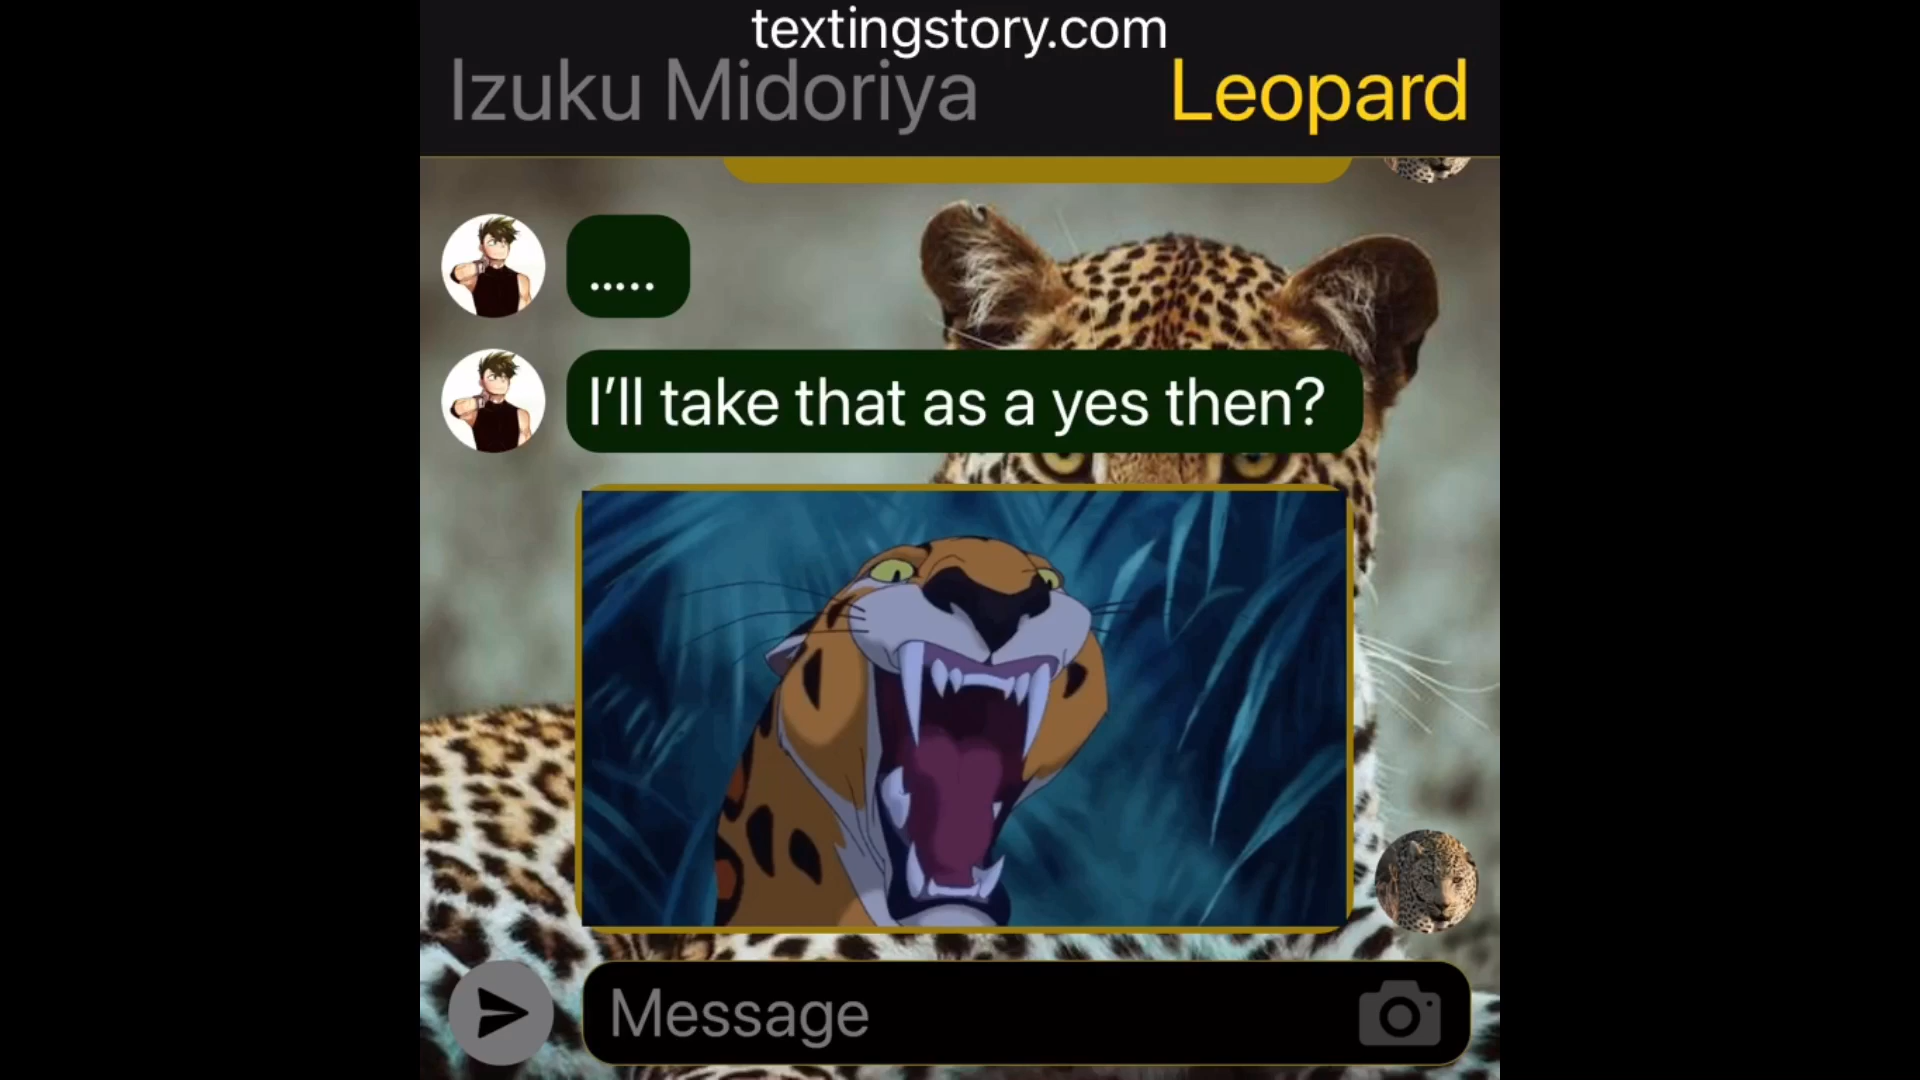 textingstory.com
Izuku Midoriya
Leopard
.....
I’ll take that as a yes then?
Message